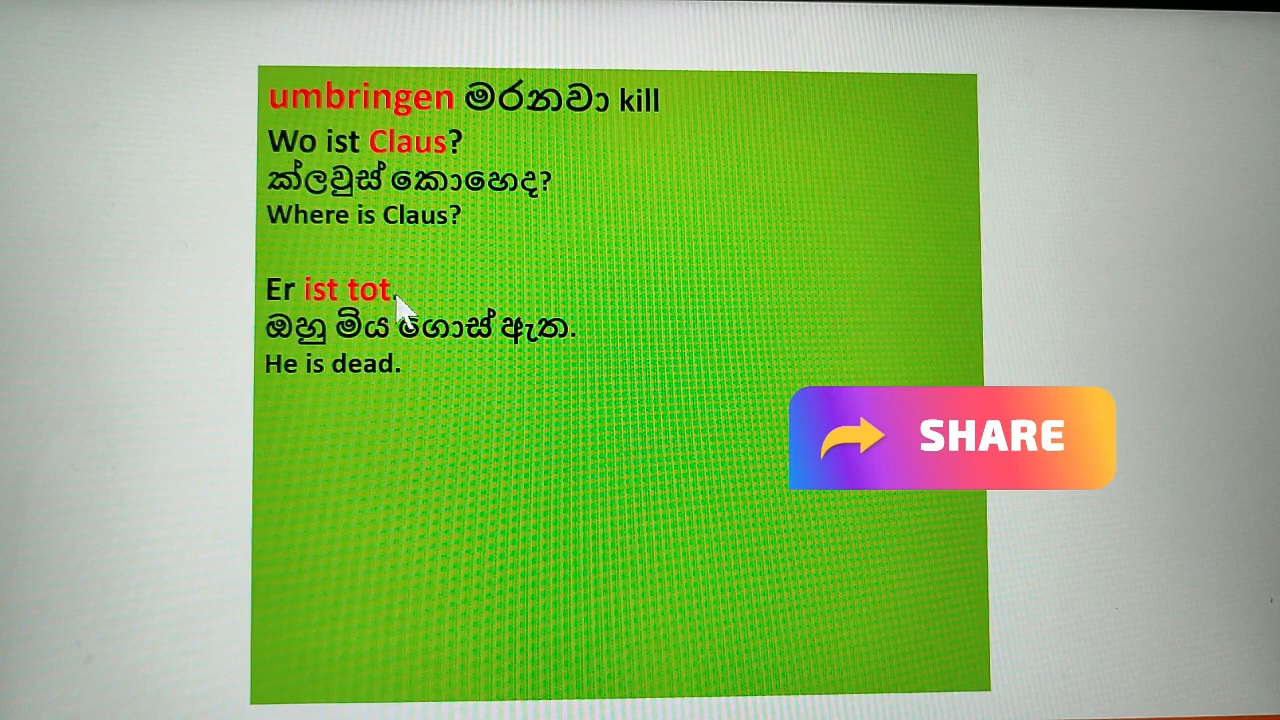 umbringen මරනවා kill
Wo ist Claus?
ක්ලවුස් කොහෙද?
Where is Claus?
Er ist tot.
ඔහු මිය ගොස් ඇත.
He is dead.
SHARE